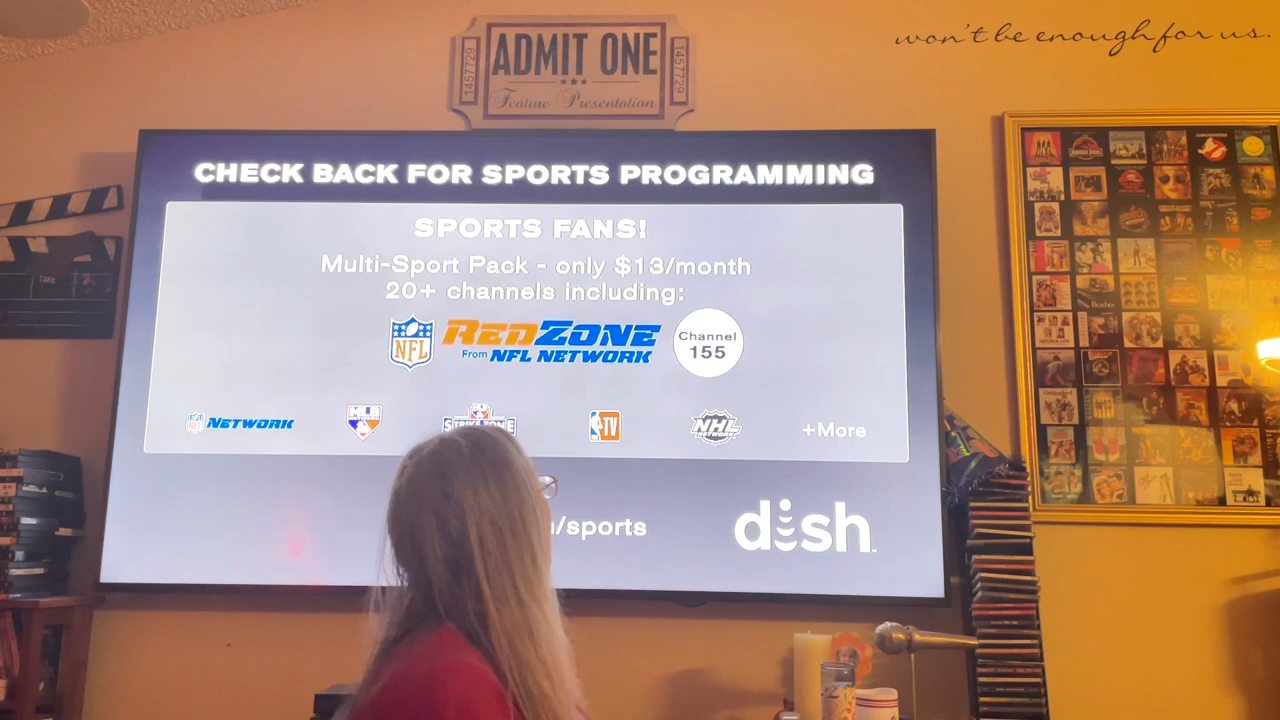 won't be enough for us.
ADMIT ONE
1457729
1457729
Feature Presentation
CHECK BACK FOR SPORTS PROGRAMMING
SPORTS FANS!
Multi-Sport Pack - only $13/month
20+ channels including:
NFL
REDZONE
From NFL NETWORK
Channel
155
NETWORK
MLB
STRIKE ZONE
TV
NHL
NETWORK
+More
/sports
dish
TAKE